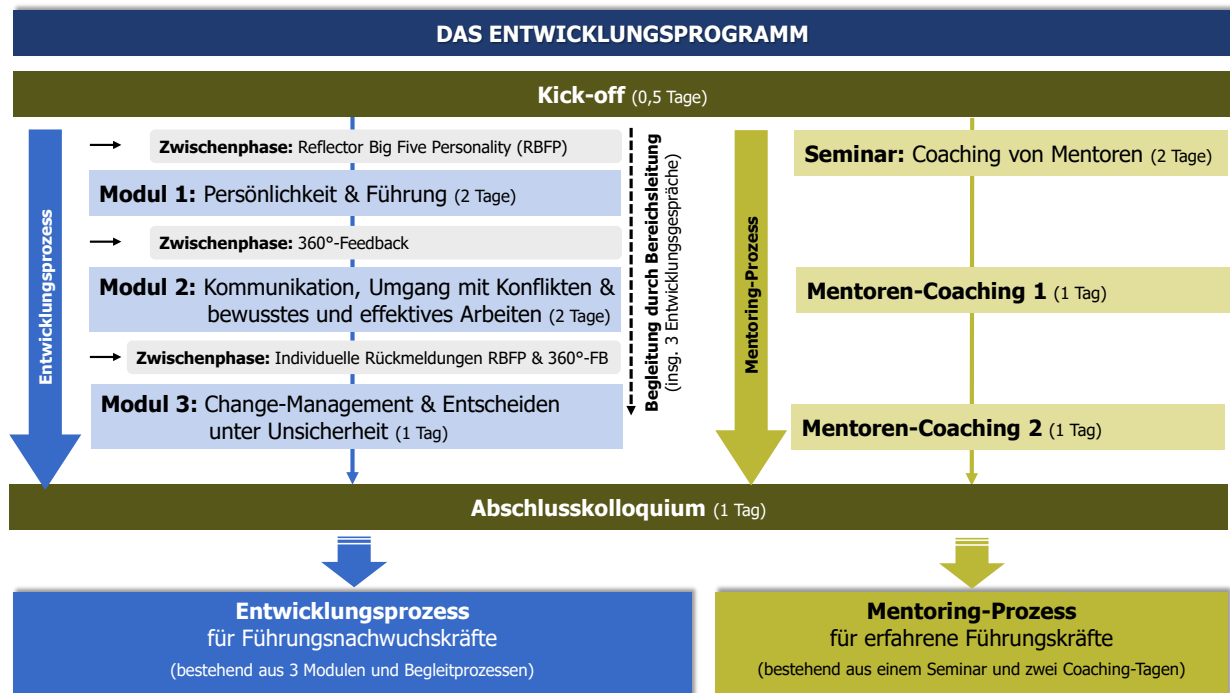 DAS ENTWICKLUNGSPROGRAMM
Kick-off (0,5 Tage)
Entwicklungsprozess
Zwischenphase: Reflector Big Five Personality (RBFP)
Modul 1: Persönlichkeit & Führung (2 Tage)
Zwischenphase: 360°-Feedback
Modul 2: Kommunikation, Umgang mit Konflikten &
bewusstes und effektives Arbeiten (2 Tage)
Zwischenphase: Individuelle Rückmeldungen RBFP & 360°-FB
Modul 3: Change-Management & Entscheiden
unter Unsicherheit (1 Tag)
Begleitung durch Bereichsleitung
(insg. 3 Entwicklungsgespräche)
Mentoring-Prozess
Seminar: Coaching von Mentoren (2 Tage)
Mentoren-Coaching 1 (1 Tag)
Mentoren-Coaching 2 (1 Tag)
Abschlusskolloquium (1 Tag)
Entwicklungsprozess
für Führungsnachwuchskräfte
(bestehend aus 3 Modulen und Begleitprozessen)
Mentoring-Prozess
für erfahrene Führungskräfte
(bestehend aus einem Seminar und zwei Coaching-Tagen)